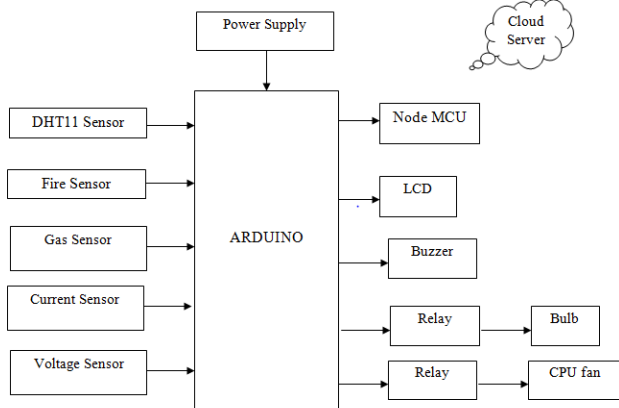 Power Supply
Cloud
Server
DHT11 Sensor
Node MCU
Fire Sensor
LCD
Gas Sensor
ARDUINO
Buzzer
Current Sensor
Relay
Bulb
Voltage Sensor
Relay
CPU fan